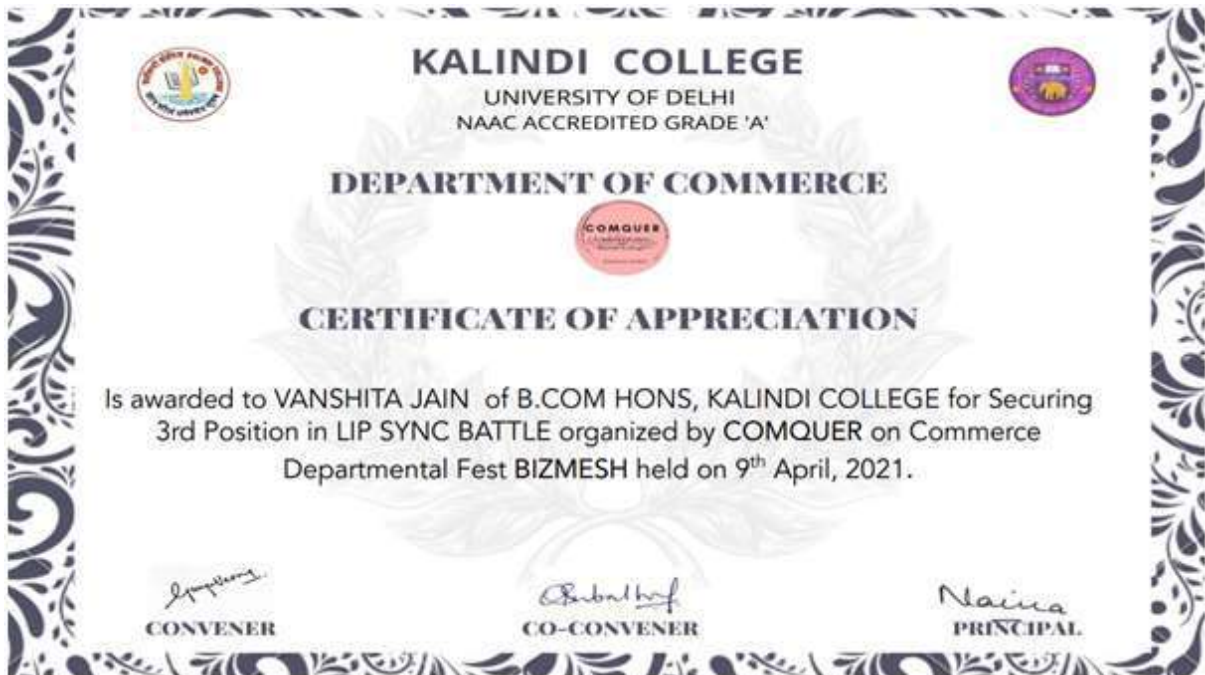 KALINDI COLLEGE
UNIVERSITY OF DELHI
NAAC ACCREDITED GRADE 'A'
DEPARTMENT OF COMMERCE
COMQUER
CERTIFICATE OF APPRECIATION
Is awarded to VANSHITA JAIN of B.COM HONS, KALINDI COLLEGE for Securing
3rd Position in LIP SYNC BATTLE organized by COMQUER on Commerce
Departmental Fest BIZMESH held on 9th April, 2021.
Naina
CONVENER CO-CONVENER PRINCIPAL